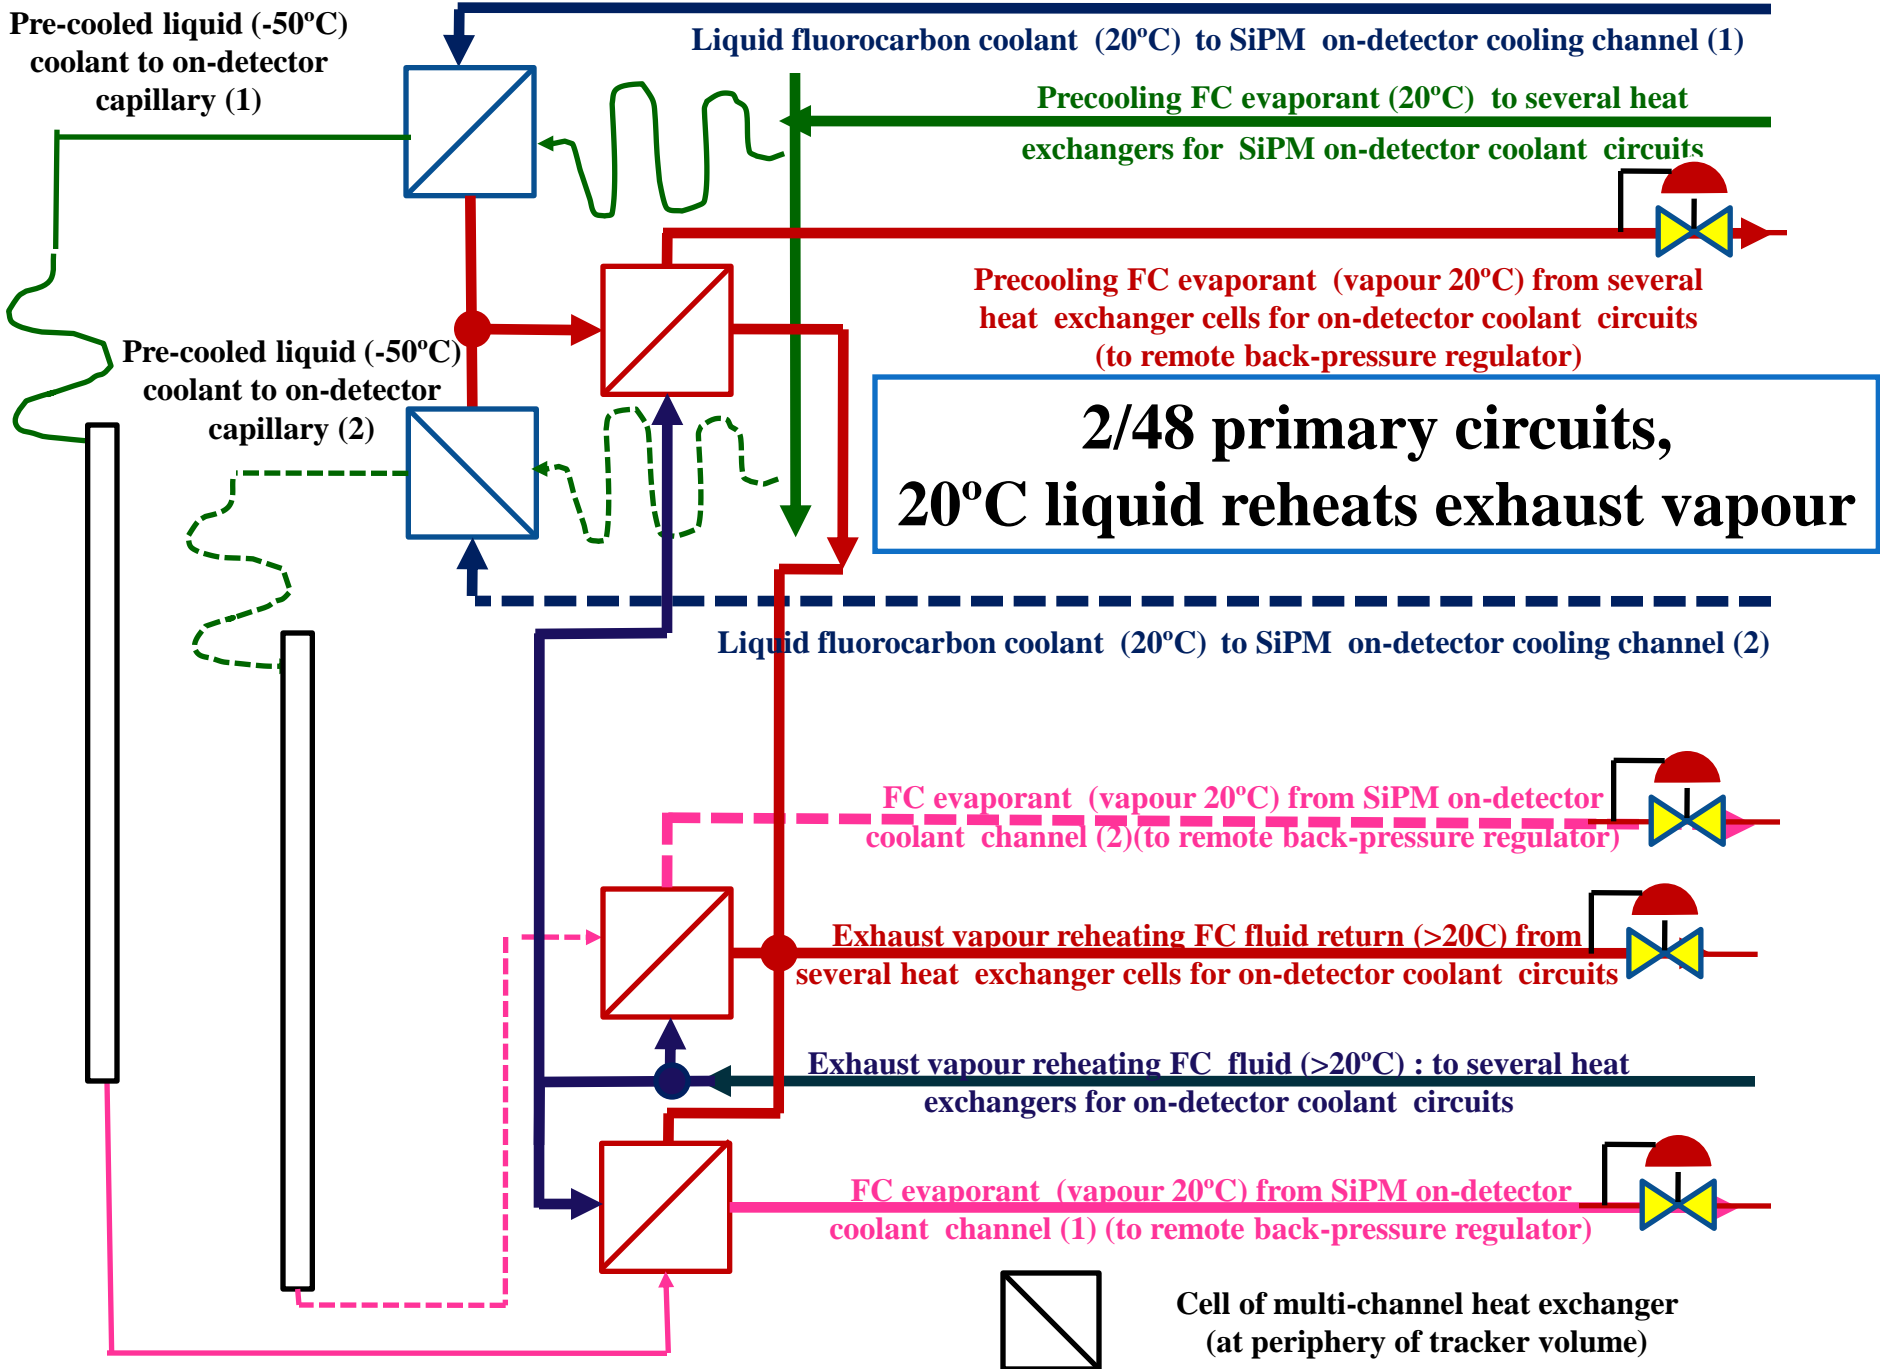 Pre-cooled liquid (-50ºC)
coolant to on-detector
capillary (1)
Liquid fluorocarbon coolant (20ºC) to SiPM on-detector cooling channel (1)
Precooling FC evaporant (20ºC) to several heat
exchangers for SiPM on-detector coolant circuits
Precooling FC evaporant (vapour 20ºC) from several
heat exchanger cells for on-detector coolant circuits
(to remote back-pressure regulator)
Pre-cooled liquid (-50ºC)
coolant to on-detector
capillary (2)
2/48 primary circuits,
20ºC liquid reheats exhaust vapour
Liquid fluorocarbon coolant (20ºC) to SiPM on-detector cooling channel (2)
FC evaporant (vapour 20ºC) from SiPM on-detector
coolant channel (2)(to remote back-pressure regulator)
Exhaust vapour reheating FC fluid return (>20C) from
several heat exchanger cells for on-detector coolant circuits
Exhaust vapour reheating FC fluid (>20ºC) : to several heat
exchangers for on-detector coolant circuits
FC evaporant (vapour 20ºC) from SiPM on-detector
coolant channel (1) (to remote back-pressure regulator)
Cell of multi-channel heat exchanger
(at periphery of tracker volume)